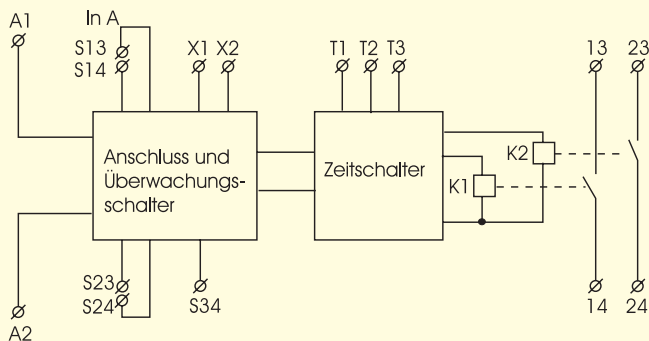 In A
A1
S13
S14
X1 X2
T1 T2 T3
13
23
Anschluss und
Überwachungs-
schalter
Zeitschalter
K2
K1
S23
S24
S34
A2
14
24